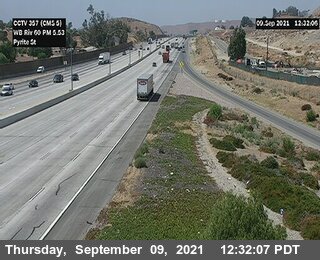 CCTV 357 (CMS 5)
WB Riv 60 PM 5.53
Pyrite St
09.Sep 2021 12:32:06
Thursday, September 09, 2021 12:32:07 PDT